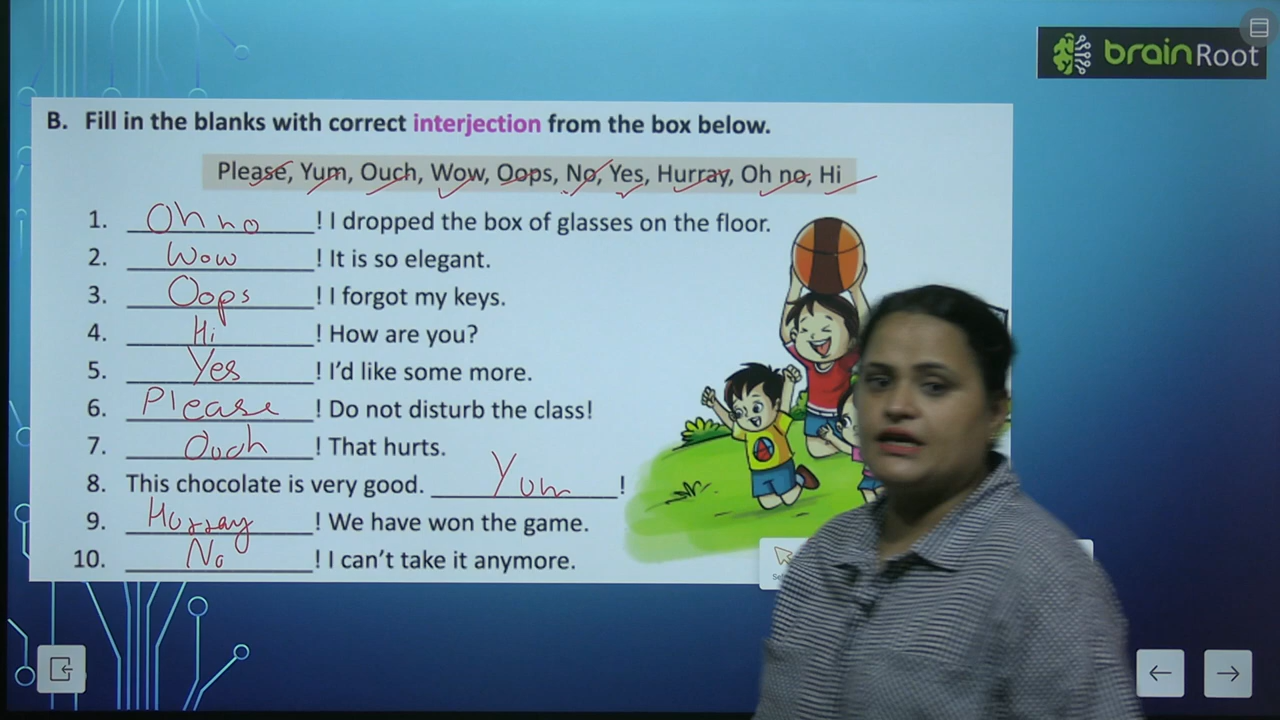 brainRoot
B. Fill in the blanks with correct interjection from the box below.
Please, Yum, Ouch, Wow, Oops, No, Yes, Hurray, Oh no, Hi
1. Oh no ! I dropped the box of glasses on the floor.
2. Wow ! It is so elegant.
3. Oops ! I forgot my keys.
4. Hi ! How are you?
5. Yes ! I'd like some more.
6. Please ! Do not disturb the class!
7. Ouch ! That hurts.
8. This chocolate is very good. Yum !
9. Hurray ! We have won the game.
10. No ! I can't take it anymore.